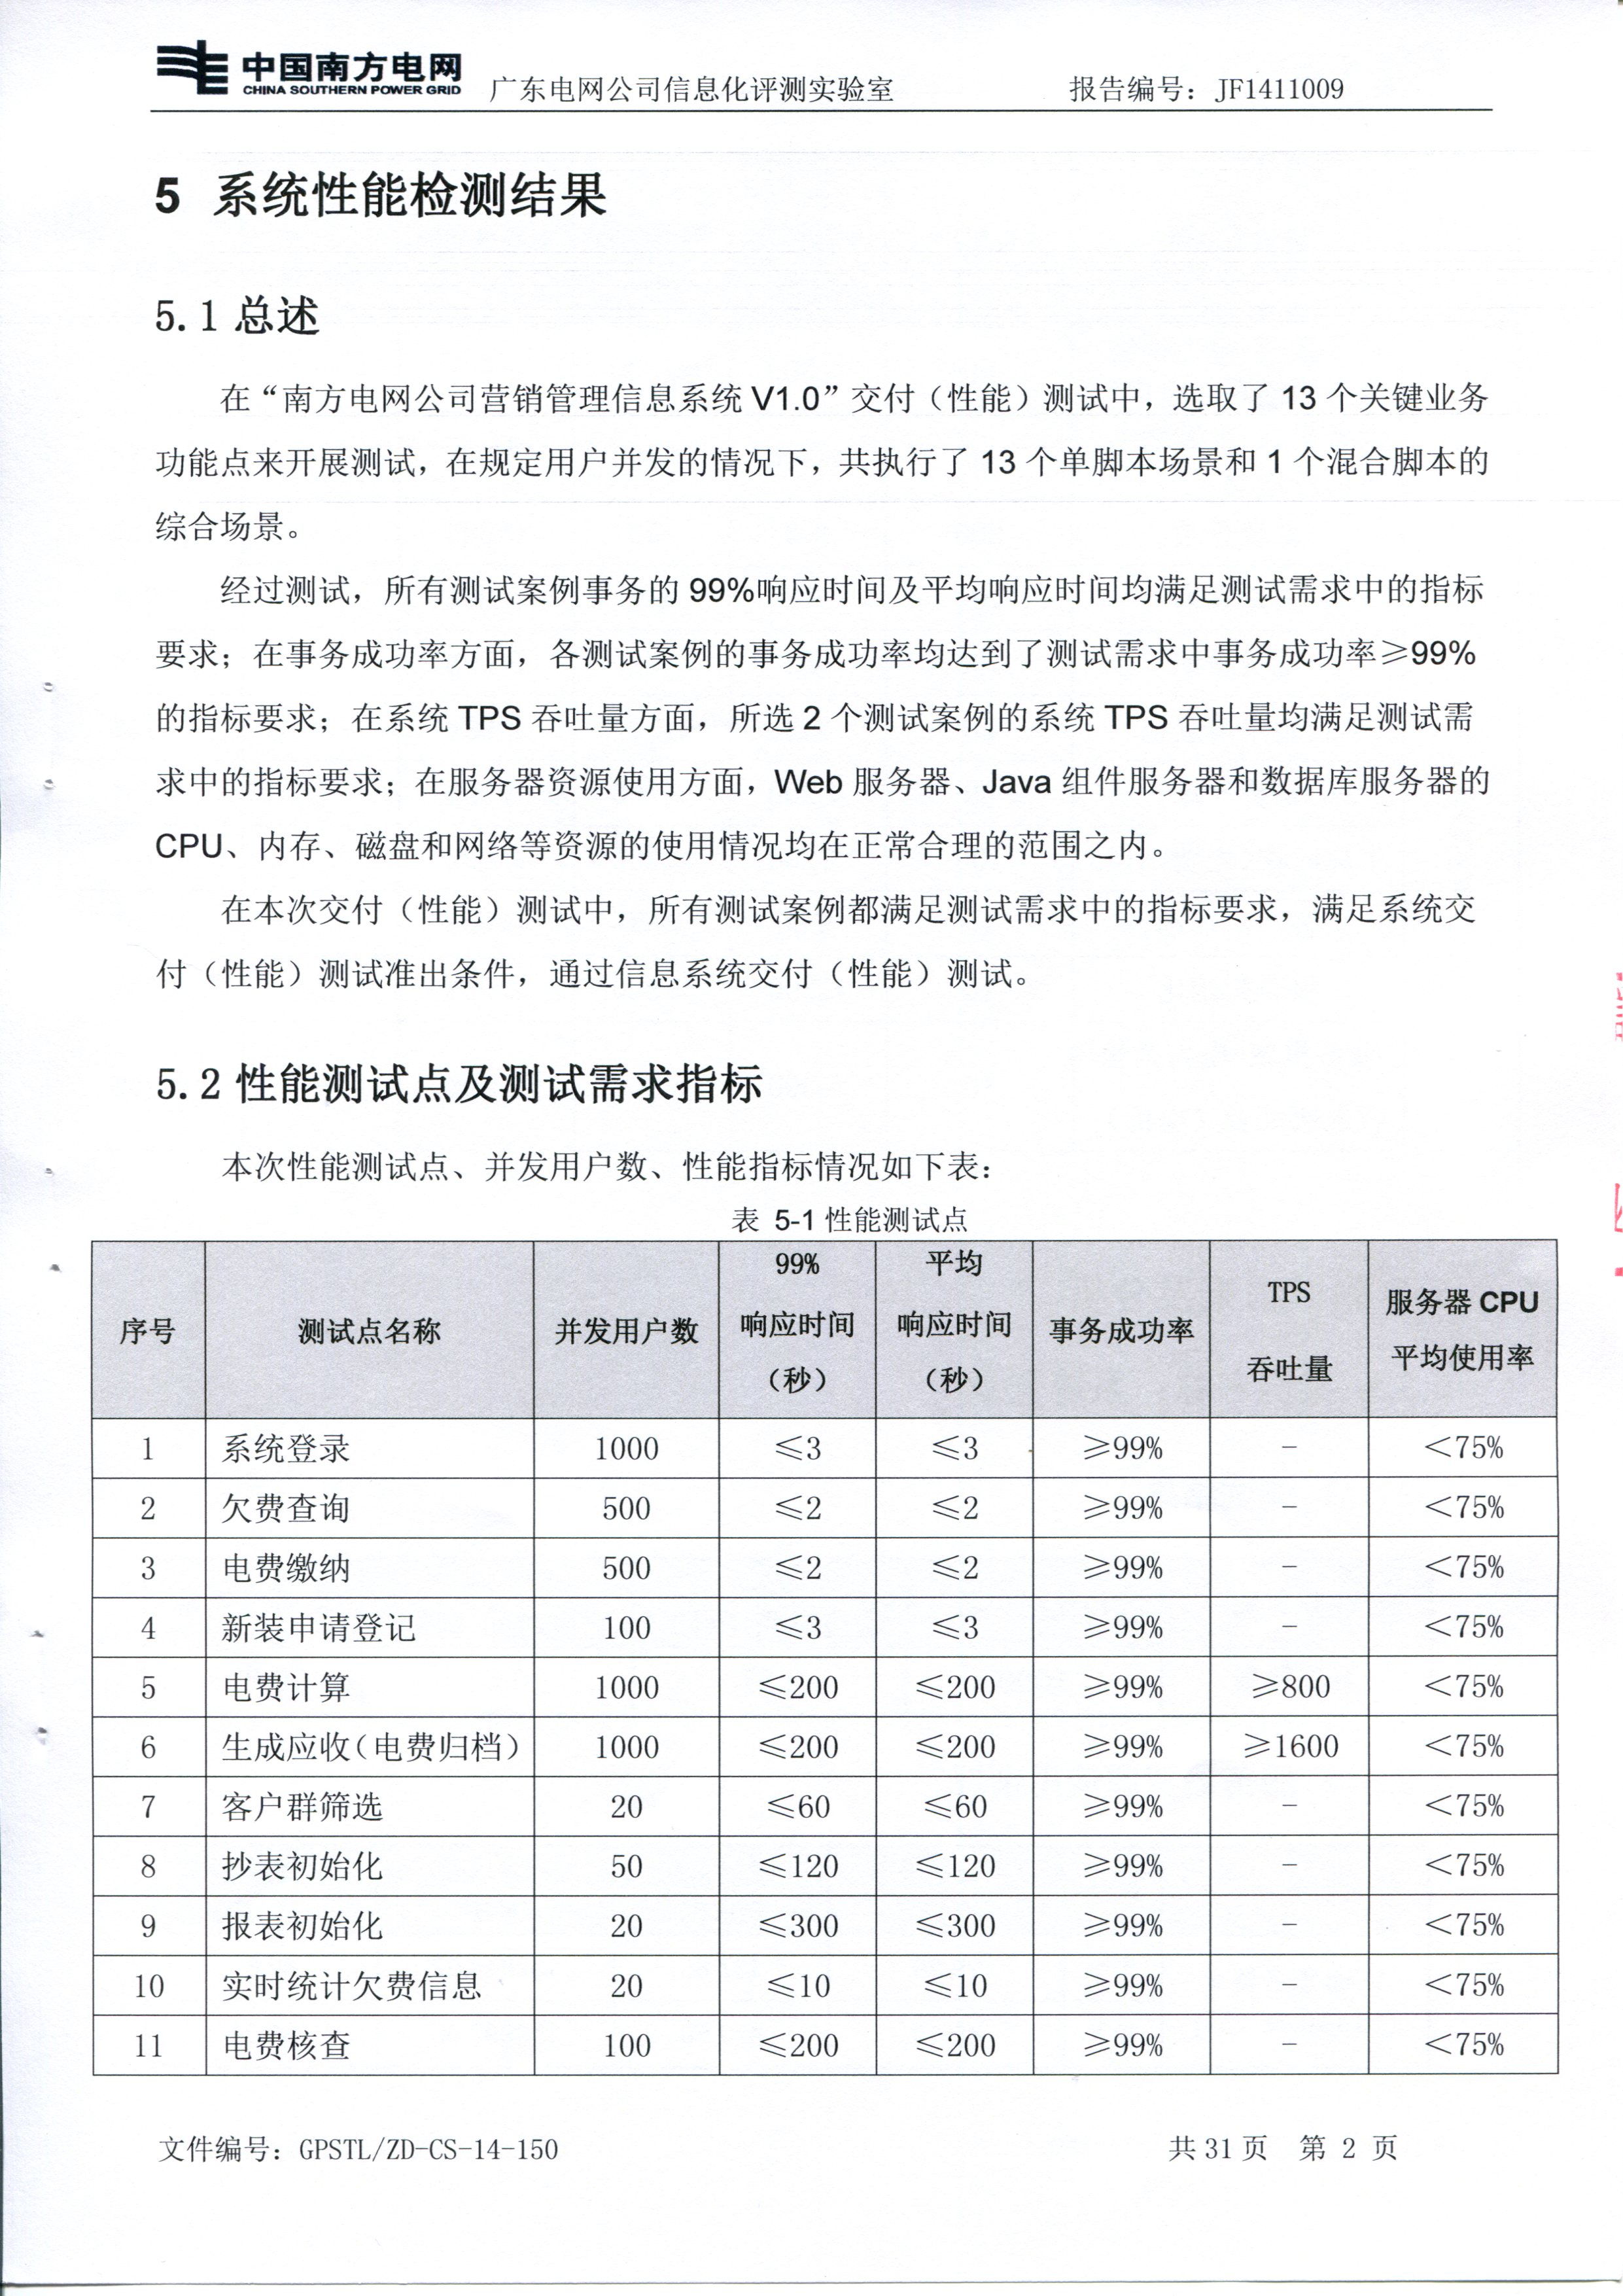 中国南方电网
CHINA SOUTHERN POWER GRID
广东电网公司信息化评测实验室 报告编号：JF1411009
5 系统性能检测结果
5.1 总述
在“南方电网公司营销管理信息系统 V1.0”交付（性能）测试中，选取了 13 个关键业务
功能点来开展测试，在规定用户并发的情况下，共执行了 13 个单脚本场景和 1 个混合脚本的
综合场景。
经过测试，所有测试案例事务的 99%响应时间及平均响应时间均满足测试需求中的指标
要求；在事务成功率方面，各测试案例的事务成功率均达到了测试需求中事务成功率≥99%
的指标要求；在系统 TPS 吞吐量方面，所选 2 个测试案例的系统 TPS 吞吐量均满足测试需
求中的指标要求；在服务器资源使用方面，Web 服务器、Java 组件服务器和数据库服务器的
CPU、内存、磁盘和网络等资源的使用情况均在正常合理的范围之内。
在本次交付（性能）测试中，所有测试案例都满足测试需求中的指标要求，满足系统交
付（性能）测试准出条件，通过信息系统交付（性能）测试。
5.2 性能测试点及测试需求指标
本次性能测试点、并发用户数、性能指标情况如下表：
表 5-1 性能测试点
序号 测试点名称 并发用户数 99%响应时间（秒） 平均响应时间（秒） 事务成功率 TPS吞吐量 服务器 CPU平均使用率
1 系统登录 1000 ≤3 ≤3 ≥99% - <75%
2 欠费查询 500 ≤2 ≤2 ≥99% - <75%
3 电费缴纳 500 ≤2 ≤2 ≥99% - <75%
4 新装申请登记 100 ≤3 ≤3 ≥99% - <75%
5 电费计算 1000 ≤200 ≤200 ≥99% ≥800 <75%
6 生成应收（电费归档） 1000 ≤200 ≤200 ≥99% ≥1600 <75%
7 客户群筛选 20 ≤60 ≤60 ≥99% - <75%
8 抄表初始化 50 ≤120 ≤120 ≥99% - <75%
9 报表初始化 20 ≤300 ≤300 ≥99% - <75%
10 实时统计欠费信息 20 ≤10 ≤10 ≥99% - <75%
11 电费核查 100 ≤200 ≤200 ≥99% - <75%
文件编号：GPSTL/ZD-CS-14-150 共 31 页 第 2 页